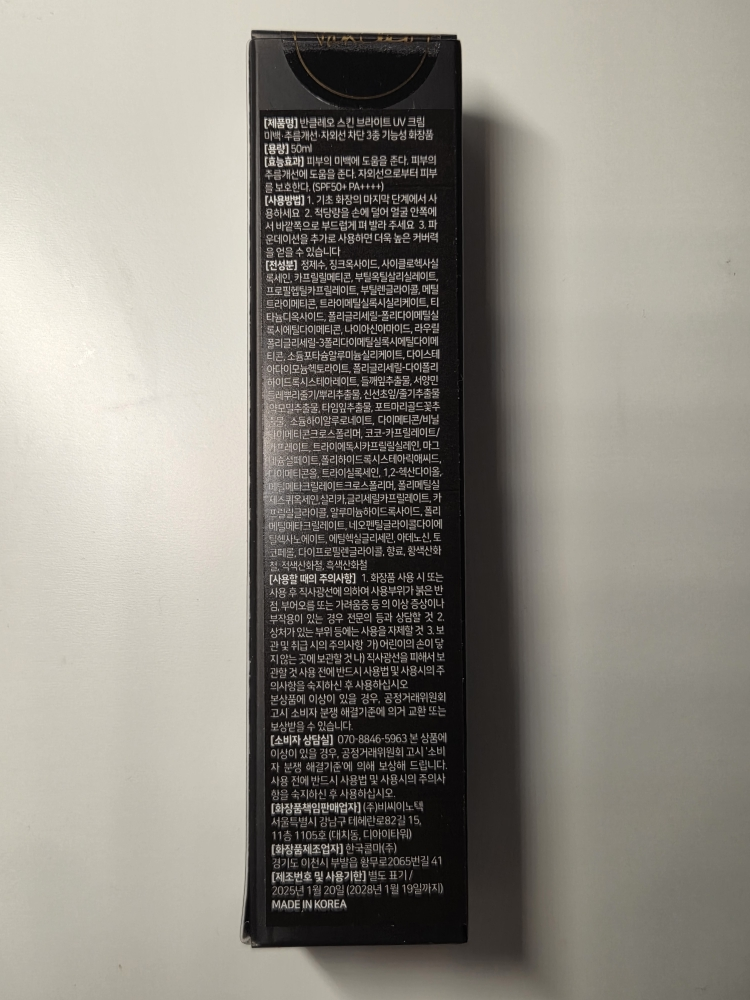 [제품명] 반클레오 스킨 브라이트 UV 크림
미백·주름개선·자외선 차단 3종 기능성 화장품
[용량] 50ml
[효능효과] 피부의 미백에 도움을 준다. 피부의
주름개선에 도움을 준다. 자외선으로부터 피부
를 보호한다. (SPF50+ PA++++)
[사용방법] 1. 기초 화장의 마지막 단계에서 사
용하세요 2. 적당량을 손에 덜어 얼굴 안쪽에
서 바깥쪽으로 부드럽게 펴 발라 주세요 3. 파
운데이션을 추가로 사용하면 더욱 높은 커버력
을 얻을 수 있습니다
[전성분] 정제수, 징크옥사이드, 사이클로헥사실
록세인, 카프릴릴메티콘, 부틸옥틸살리실레이트,
프로필헵틸카프릴레이트, 부틸렌글라이콜, 메틸
트라이메티콘, 트라이메틸실록시실리케이트, 티
타늄디옥사이드, 폴리글리세릴-폴리다이메틸실
록시에틸다이메티콘, 나이아신아마이드, 라우릴
폴리글리세릴-3폴리다이메틸실록시에틸다이메
티콘, 소듐포타슘알루미늄실리케이트, 다이스테
아다이모늄헥토라이트, 폴리글리세릴-다이폴리
하이드록시스테아레이트, 들깨잎추출물, 서양민
들레뿌리줄기/뿌리추출물, 신선초잎/줄기추출물
약모밀추출물, 타임잎추출물, 포트마리골드꽃추
출물, 소듐하이알루로네이트, 다이메티콘/비닐
다이메티콘크로스폴리머, 코코-카프릴레이트/
카프레이트, 트라이에톡시카프릴릴실레인, 마그
네슘설페이트,폴리하이드록시스테아릭애씨드,
다이메티콘올, 트라이실록세인, 1,2-헥산다이올,
메틸메타크릴레이트크로스폴리머, 폴리메틸실
세스퀴옥세인,실리카,글리세릴카프릴레이트, 카
프릴릴글라이콜, 알루미늄하이드록사이드, 폴리
메틸메타크릴레이트, 네오펜틸글라이콜다이에
틸헥사노에이트, 에틸헥실글리세린, 아데노신, 토
코페롤, 다이프로필렌글라이콜, 향료, 황색산화
철, 적색산화철, 흑색산화철
[사용할 때의 주의사항] 1. 화장품 사용 시 또는
사용 후 직사광선에 의하여 사용부위가 붉은 반
점, 부어오름 또는 가려움증 등의 이상 증상이나
부작용이 있는 경우 전문의 등과 상담할 것 2.
상처가 있는 부위 등에는 사용을 자제할 것 3. 보
관 및 취급 시의 주의사항 가) 어린이의 손이 닿
지 않는 곳에 보관할 것 나) 직사광선을 피해서 보
관할 것 사용 전에 반드시 사용법 및 사용시의 주
의사항을 숙지하신 후 사용하십시오
본상품에 이상이 있을 경우, 공정거래위원회
고시 소비자 분쟁 해결기준에 의거 교환 또는
보상받을 수 있습니다.
[소비자 상담실] 070-8846-5963 본 상품에
이상이 있을 경우, 공정거래위원회 고시 '소비
자 분쟁 해결기준'에 의해 보상해 드립니다.
사용 전에 반드시 사용법 및 사용시의 주의사
항을 숙지하신 후 사용하십시오.
[화장품책임판매업자] (주)비씨이노텍
서울특별시 강남구 테헤란로82길 15,
11층 1105호 (대치동, 디아이타워)
[화장품제조업자] 한국콜마(주)
경기도 이천시 부발읍 황무로2065번길 41
[제조번호 및 사용기한] 별도 표기 /
2025년 1월 20일 (2028년 1월 19일까지)
MADE IN KOREA